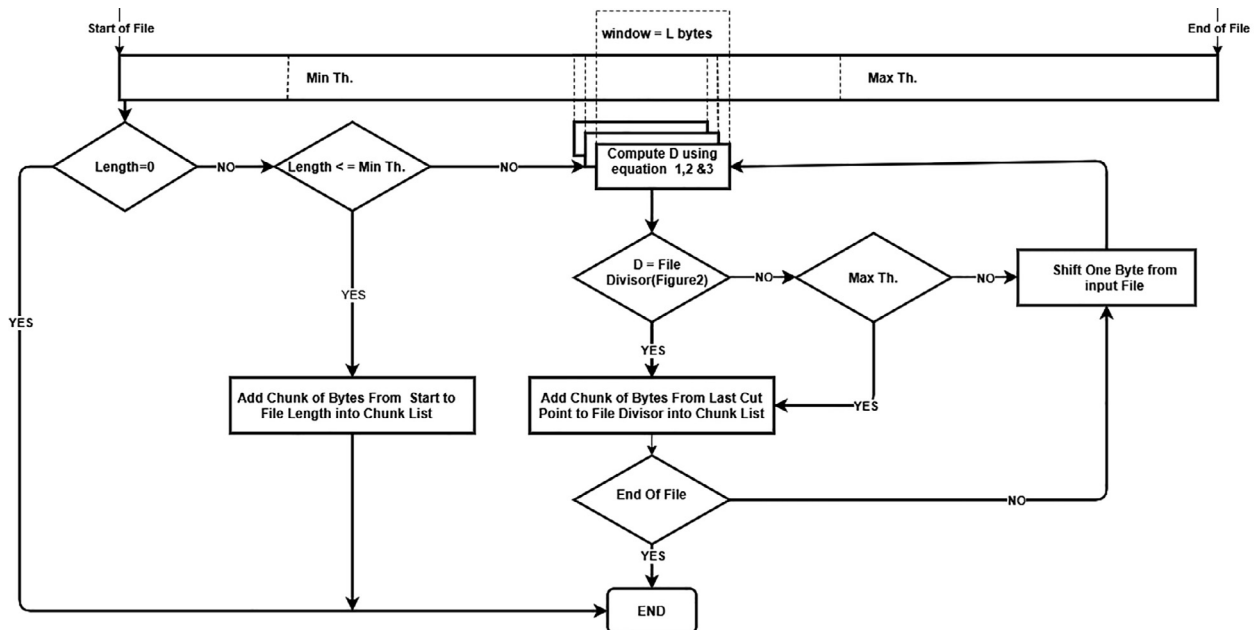 Start of File
window = L bytes
End of File
Min Th.
Max Th.
Length=0
NO
Length < = Min Th.
NO
Compute D using
equation 1,2 &3
D = File
Divisor(Figure2)
NO
Max Th.
NO
Shift One Byte from
input File
YES
YES
YES
Add Chunk of Bytes From Start to
File Length into Chunk List
Add Chunk of Bytes From Last Cut
Point to File Divisor into Chunk List
YES
End Of File
NO
YES
END